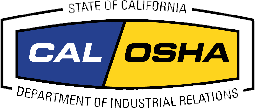 STATE OF CALIFORNIA
CAL OSHA
DEPARTMENT OF INDUSTRIAL RELATIONS